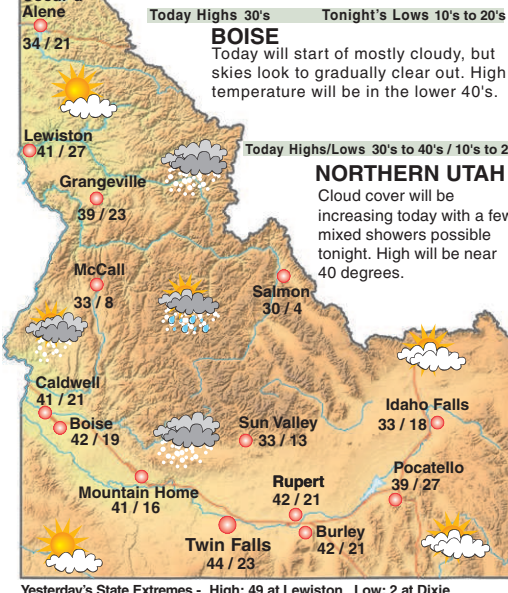 Alene
34 / 21
Today Highs 30's Tonight's Lows 10's to 20's
BOISE
Today will start of mostly cloudy, but
skies look to gradually clear out. High
temperature will be in the lower 40's.
Lewiston
41 / 27
Today Highs/Lows 30's to 40's / 10's to 2
NORTHERN UTAH
Cloud cover will be
increasing today with a few
mixed showers possible
tonight. High will be near
40 degrees.
Grangeville
39 / 23
McCall
33 / 8
Salmon
30 / 4
Caldwell
41 / 21
Boise
42 / 19
Sun Valley
33 / 13
Idaho Falls
33 / 18
Pocatello
39 / 27
Mountain Home
41 / 16
Rupert
42 / 21
Burley
42 / 21
Twin Falls
44 / 23
Yesterday's State Extremes - High: 49 at Lewiston Low: 2 at Dixie